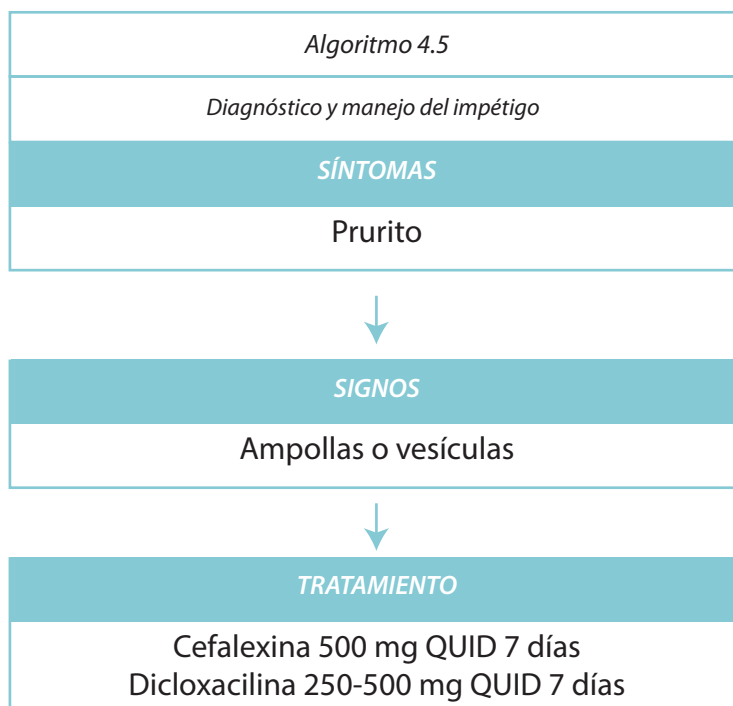 Algoritmo 4.5
Diagnóstico y manejo del impétigo
SÍNTOMAS
Prurito
SIGNOS
Ampollas o vesículas
TRATAMIENTO
Cefalexina 500 mg QUID 7 días
Dicloxacilina 250-500 mg QUID 7 días